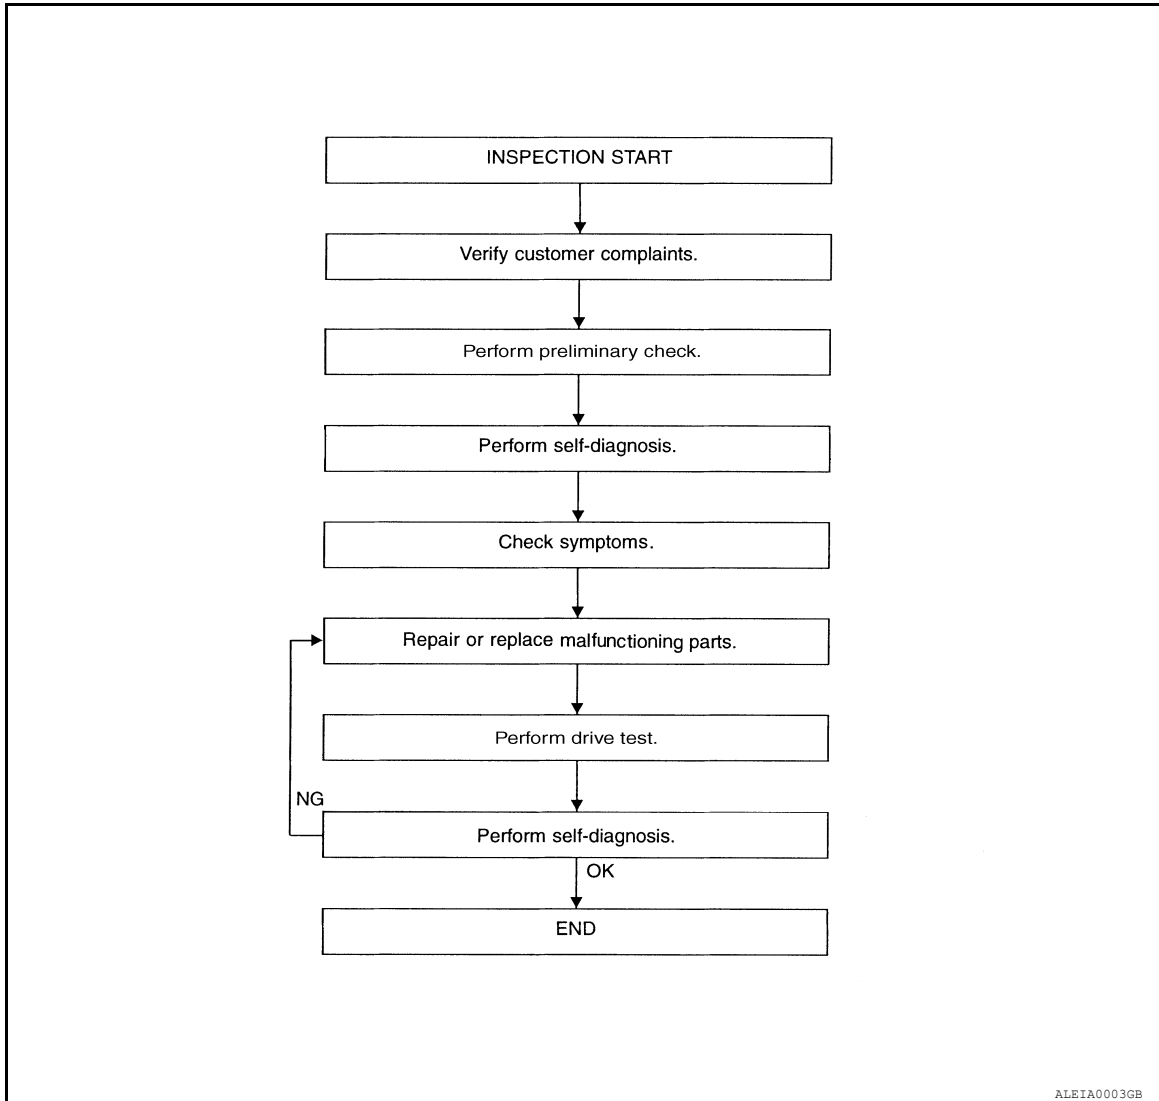 INSPECTION START
Verify customer complaints.
Perform preliminary check.
Perform self-diagnosis.
Check symptoms.
Repair or replace malfunctioning parts.
Perform drive test.
NG
Perform self-diagnosis.
OK
END
ALEIA0003GB